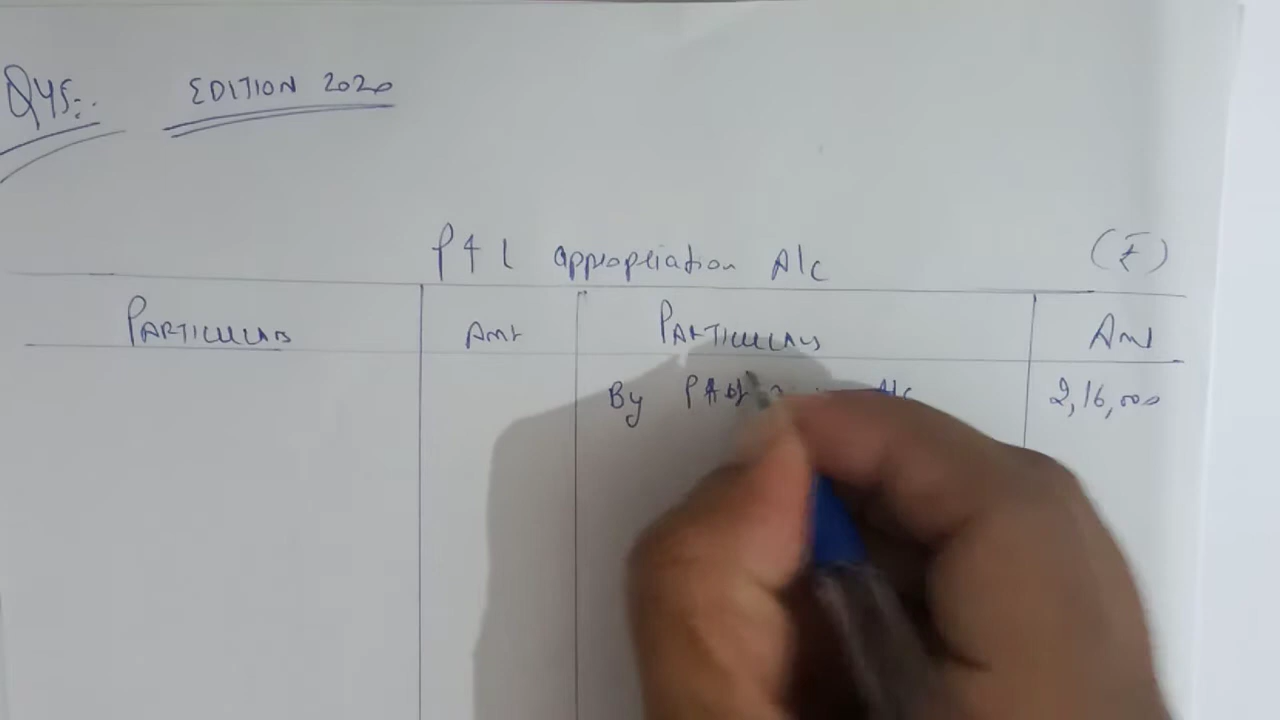 Q45:-
EDITION 2020
P & L appropriation A/c (₹)
PARTICULARS Amt PARTICULARS Amt
By A/c 2,16,000